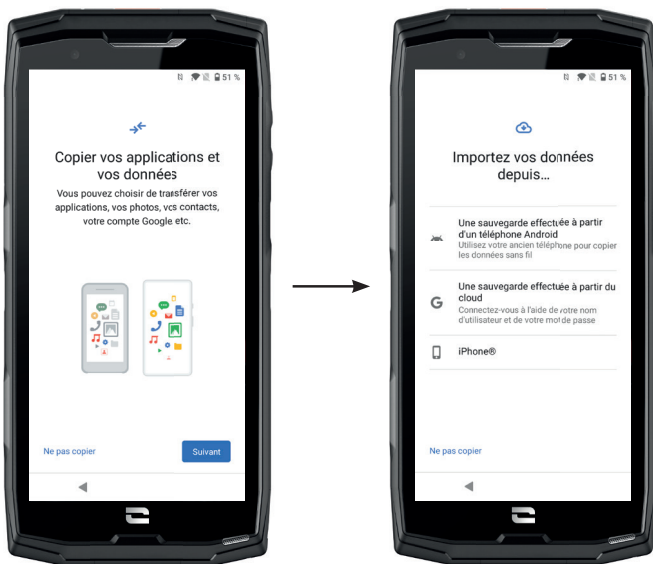 51 %
Copier vos applications et
vos données
Vous pouvez choisir de transférer vos
applications, vos photos, vos contacts,
votre compte Google etc.
Ne pas copier
Suivant
51 %
Importez vos données
depuis...
Une sauvegarde effectuée à partir
d'un téléphone Android
Utilisez votre ancien téléphone pour copier
les données sans fil
Une sauvegarde effectuée à partir du
cloud
Connectez-vous à l'aide de votre nom
d'utilisateur et de votre mot de passe
iPhone®
Ne pas copier